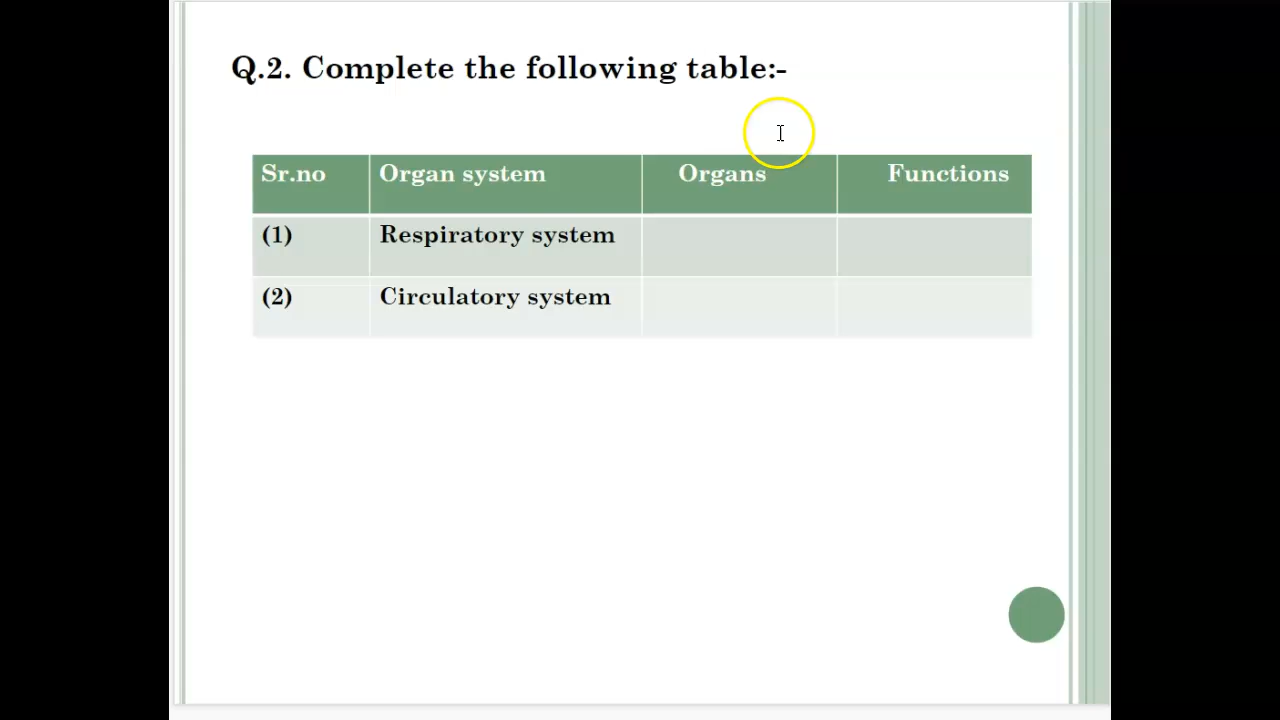 Q.2. Complete the following table:-
Sr.no Organ system Organs Functions
(1) Respiratory system
(2) Circulatory system